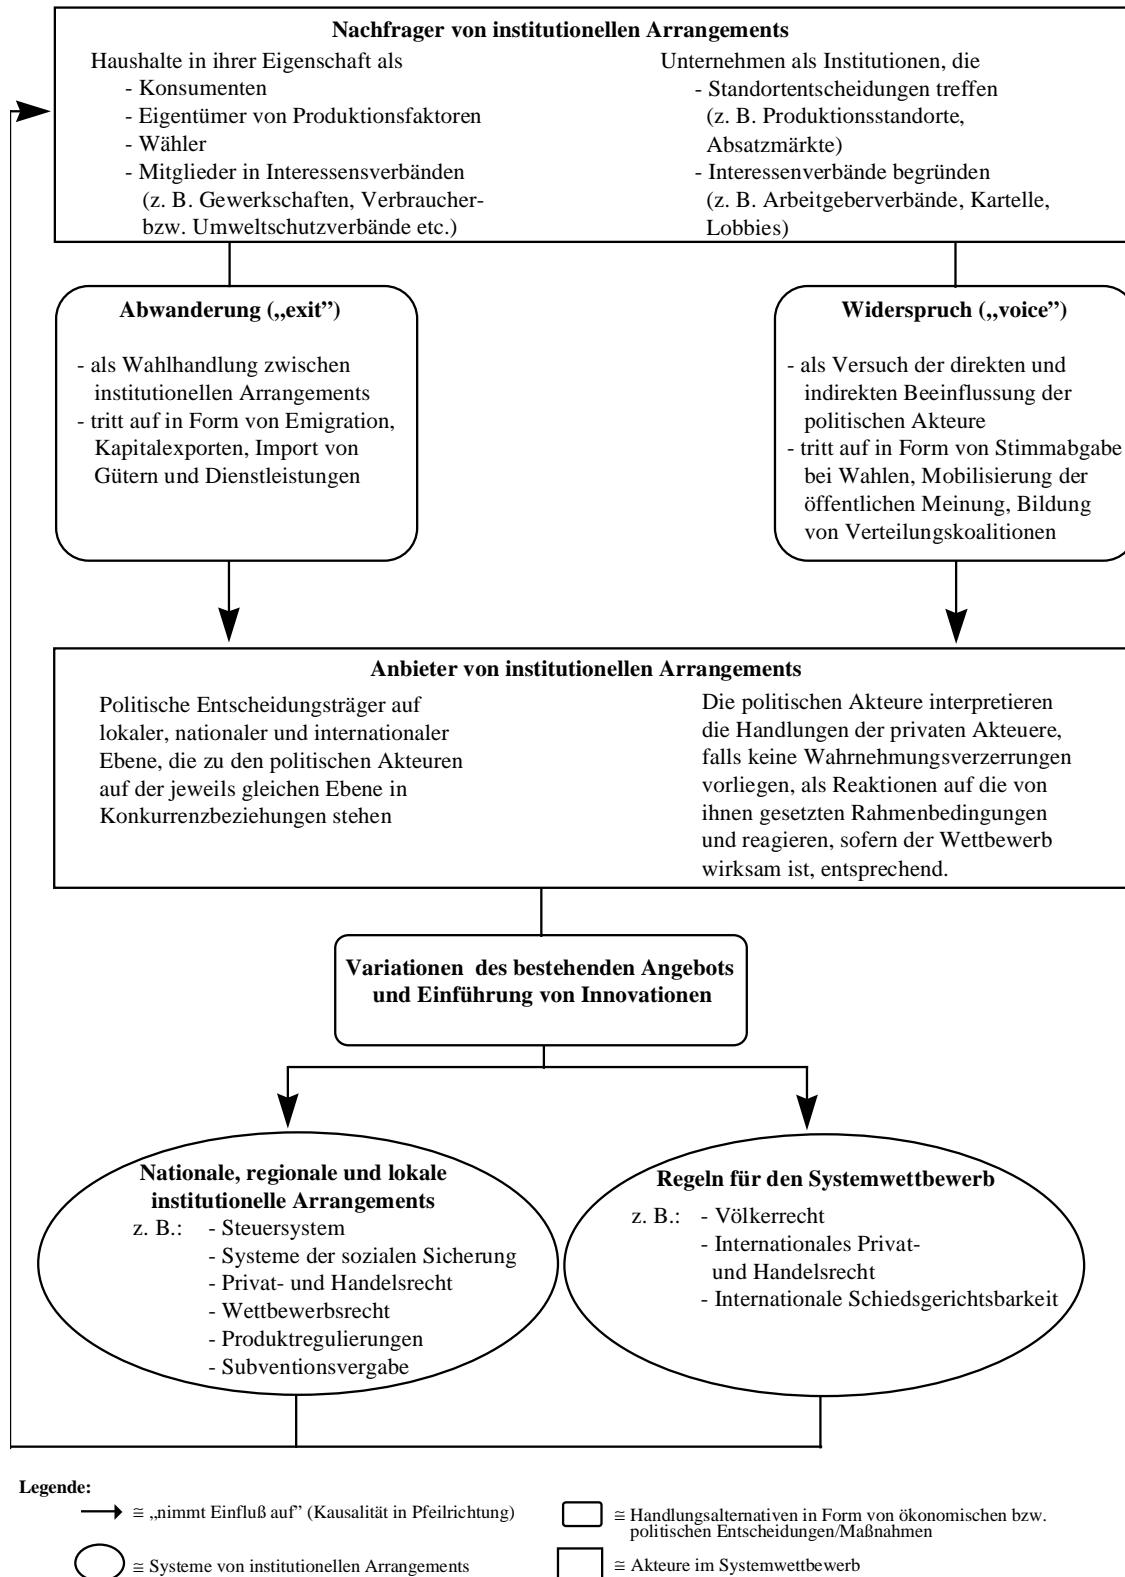 Nachfrager von institutionellen Arrangements
Haushalte in ihrer Eigenschaft als
- Konsumenten
- Eigentümer von Produktionsfaktoren
- Wähler
- Mitglieder in Interessensverbänden
(z. B. Gewerkschaften, Verbraucher-
bzw. Umweltschutzverbände etc.)
Unternehmen als Institutionen, die
- Standortentscheidungen treffen
(z. B. Produktionsstandorte,
Absatzmärkte)
- Interessenverbände begründen
(z. B. Arbeitgeberverbände, Kartelle,
Lobbies)
Abwanderung („exit”)
- als Wahlhandlung zwischen
institutionellen Arrangements
- tritt auf in Form von Emigration,
Kapitalexporten, Import von
Gütern und Dienstleistungen
Widerspruch („voice”)
- als Versuch der direkten und
indirekten Beeinflussung der
politischen Akteure
- tritt auf in Form von Stimmabgabe
bei Wahlen, Mobilisierung der
öffentlichen Meinung, Bildung
von Verteilungskoalitionen
Anbieter von institutionellen Arrangements
Politische Entscheidungsträger auf
lokaler, nationaler und internationaler
Ebene, die zu den politischen Akteuren
auf der jeweils gleichen Ebene in
Konkurrenzbeziehungen stehen
Die politischen Akteure interpretieren
die Handlungen der privaten Akteuere,
falls keine Wahrnehmungsverzerrungen
vorliegen, als Reaktionen auf die von
ihnen gesetzten Rahmenbedingungen
und reagieren, sofern der Wettbewerb
wirksam ist, entsprechend.
Variationen des bestehenden Angebots
und Einführung von Innovationen
Nationale, regionale und lokale
institutionelle Arrangements
z. B.: - Steuersystem
- Systeme der sozialen Sicherung
- Privat- und Handelsrecht
- Wettbewerbsrecht
- Produktregulierungen
- Subventionsvergabe
Regeln für den Systemwettbewerb
z. B.: - Völkerrecht
- Internationales Privat-
und Handelsrecht
- Internationale Schiedsgerichtsbarkeit
Legende:
≅ „nimmt Einfluß auf” (Kausalität in Pfeilrichtung)
≅ Handlungsalternativen in Form von ökonomischen bzw.
politischen Entscheidungen/Maßnahmen
≅ Systeme von institutionellen Arrangements
≅ Akteure im Systemwettbewerb